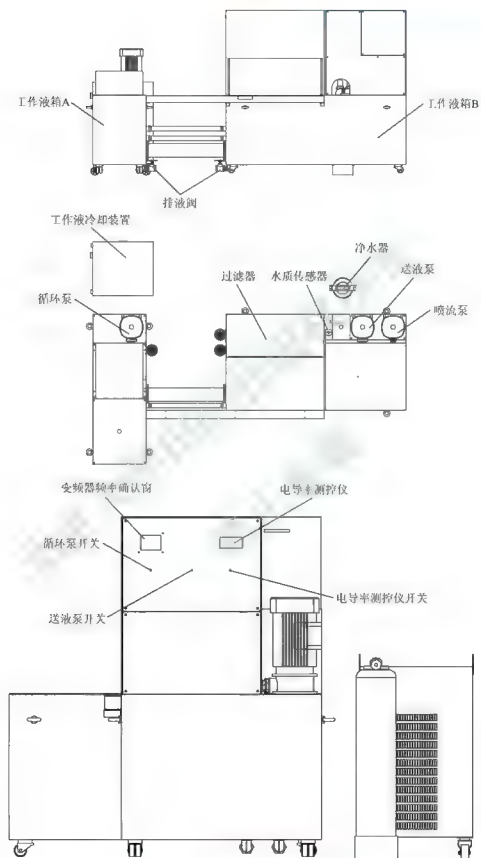 工作液箱A
工作液箱B
排液阀
工作液冷却装置
净水器
过滤器
水质传感器
送液泵
循环泵
喷流泵
变频器频率确认窗
电导率测控仪
循环泵开关
送液泵开关
电导率测控仪开关